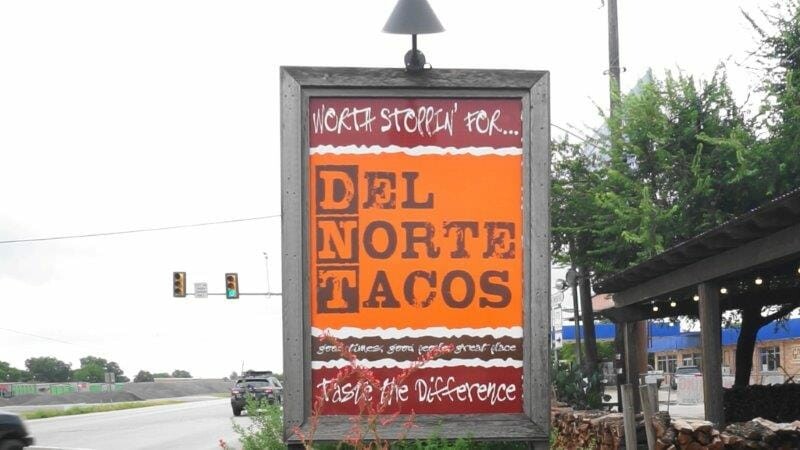 WORTH STOPPIN' FOR...
DEL
NORTE
TACOS
good times, good people, great place
Taste the Difference